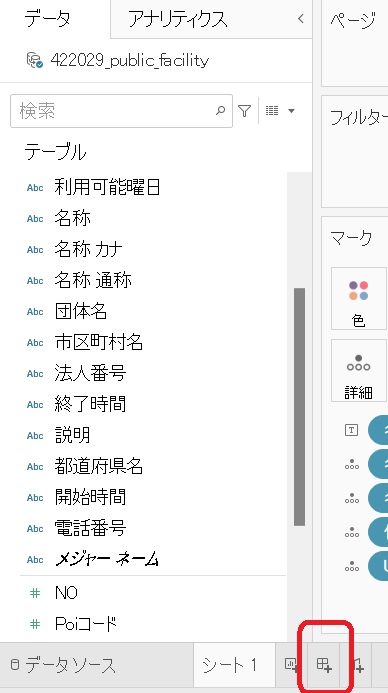 データ
アナリティクス
ページ
422029_public_facility
検索
フィルター
テーブル
Abc 利用可能曜日
Abc 名称
Abc 名称 カナ
Abc 名称 通称
Abc 団体名
Abc 市区町村名
Abc 法人番号
Abc 終了時間
Abc 説明
Abc 都道府県名
Abc 開始時間
Abc 電話番号
Abc メジャー ネーム
# NO
# Poiコード
マーク
色
詳細
T
データ ソース
シート 1